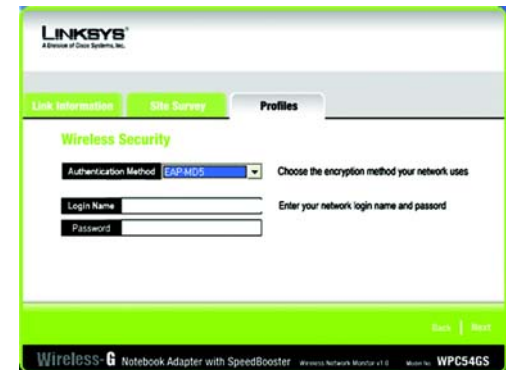 LINKSYS®
A Division of Cisco Systems, Inc.
Link Information
Site Survey
Profiles
Wireless Security
Authentication Method EAP-MD5 Choose the encryption method your network uses
Login Name Enter your network login name and passord
Password
Back | Next
Wireless-G Notebook Adapter with SpeedBooster Wireless Network Monitor v1.0 Model No. WPC54GS